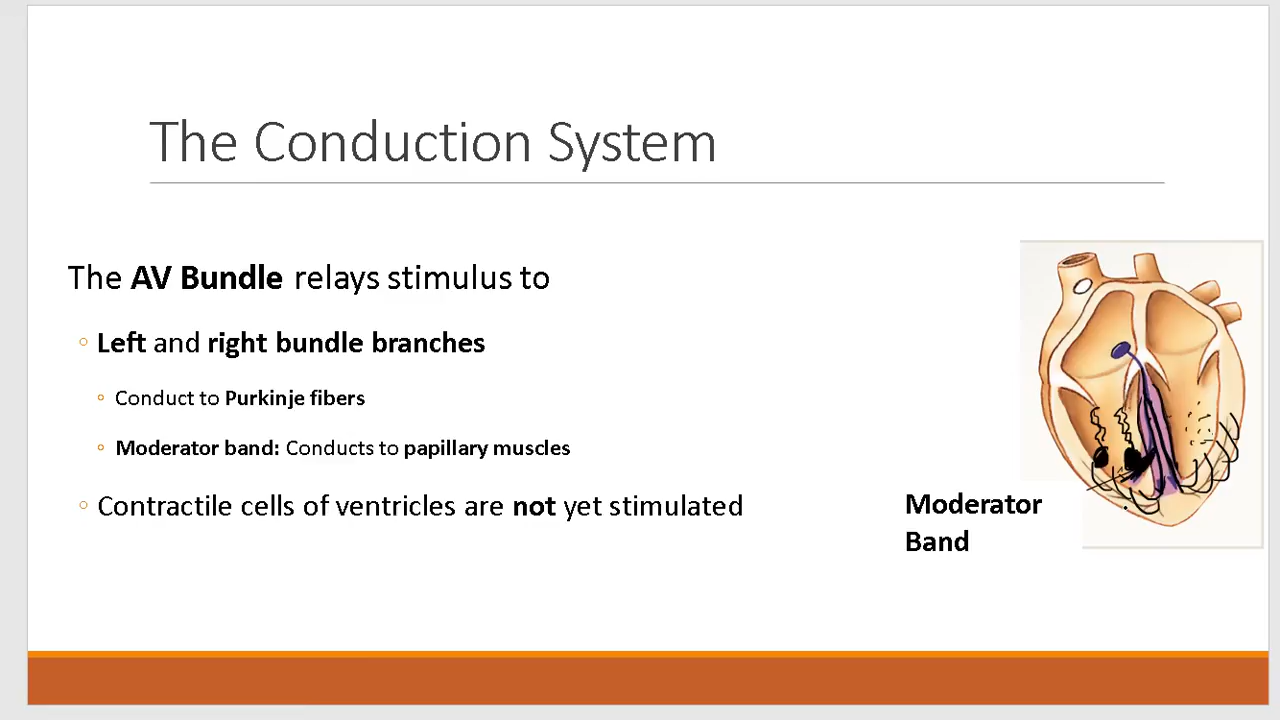 The Conduction System
The AV Bundle relays stimulus to
Left and right bundle branches
Conduct to Purkinje fibers
Moderator band: Conducts to papillary muscles
Contractile cells of ventricles are not yet stimulated
Moderator
Band